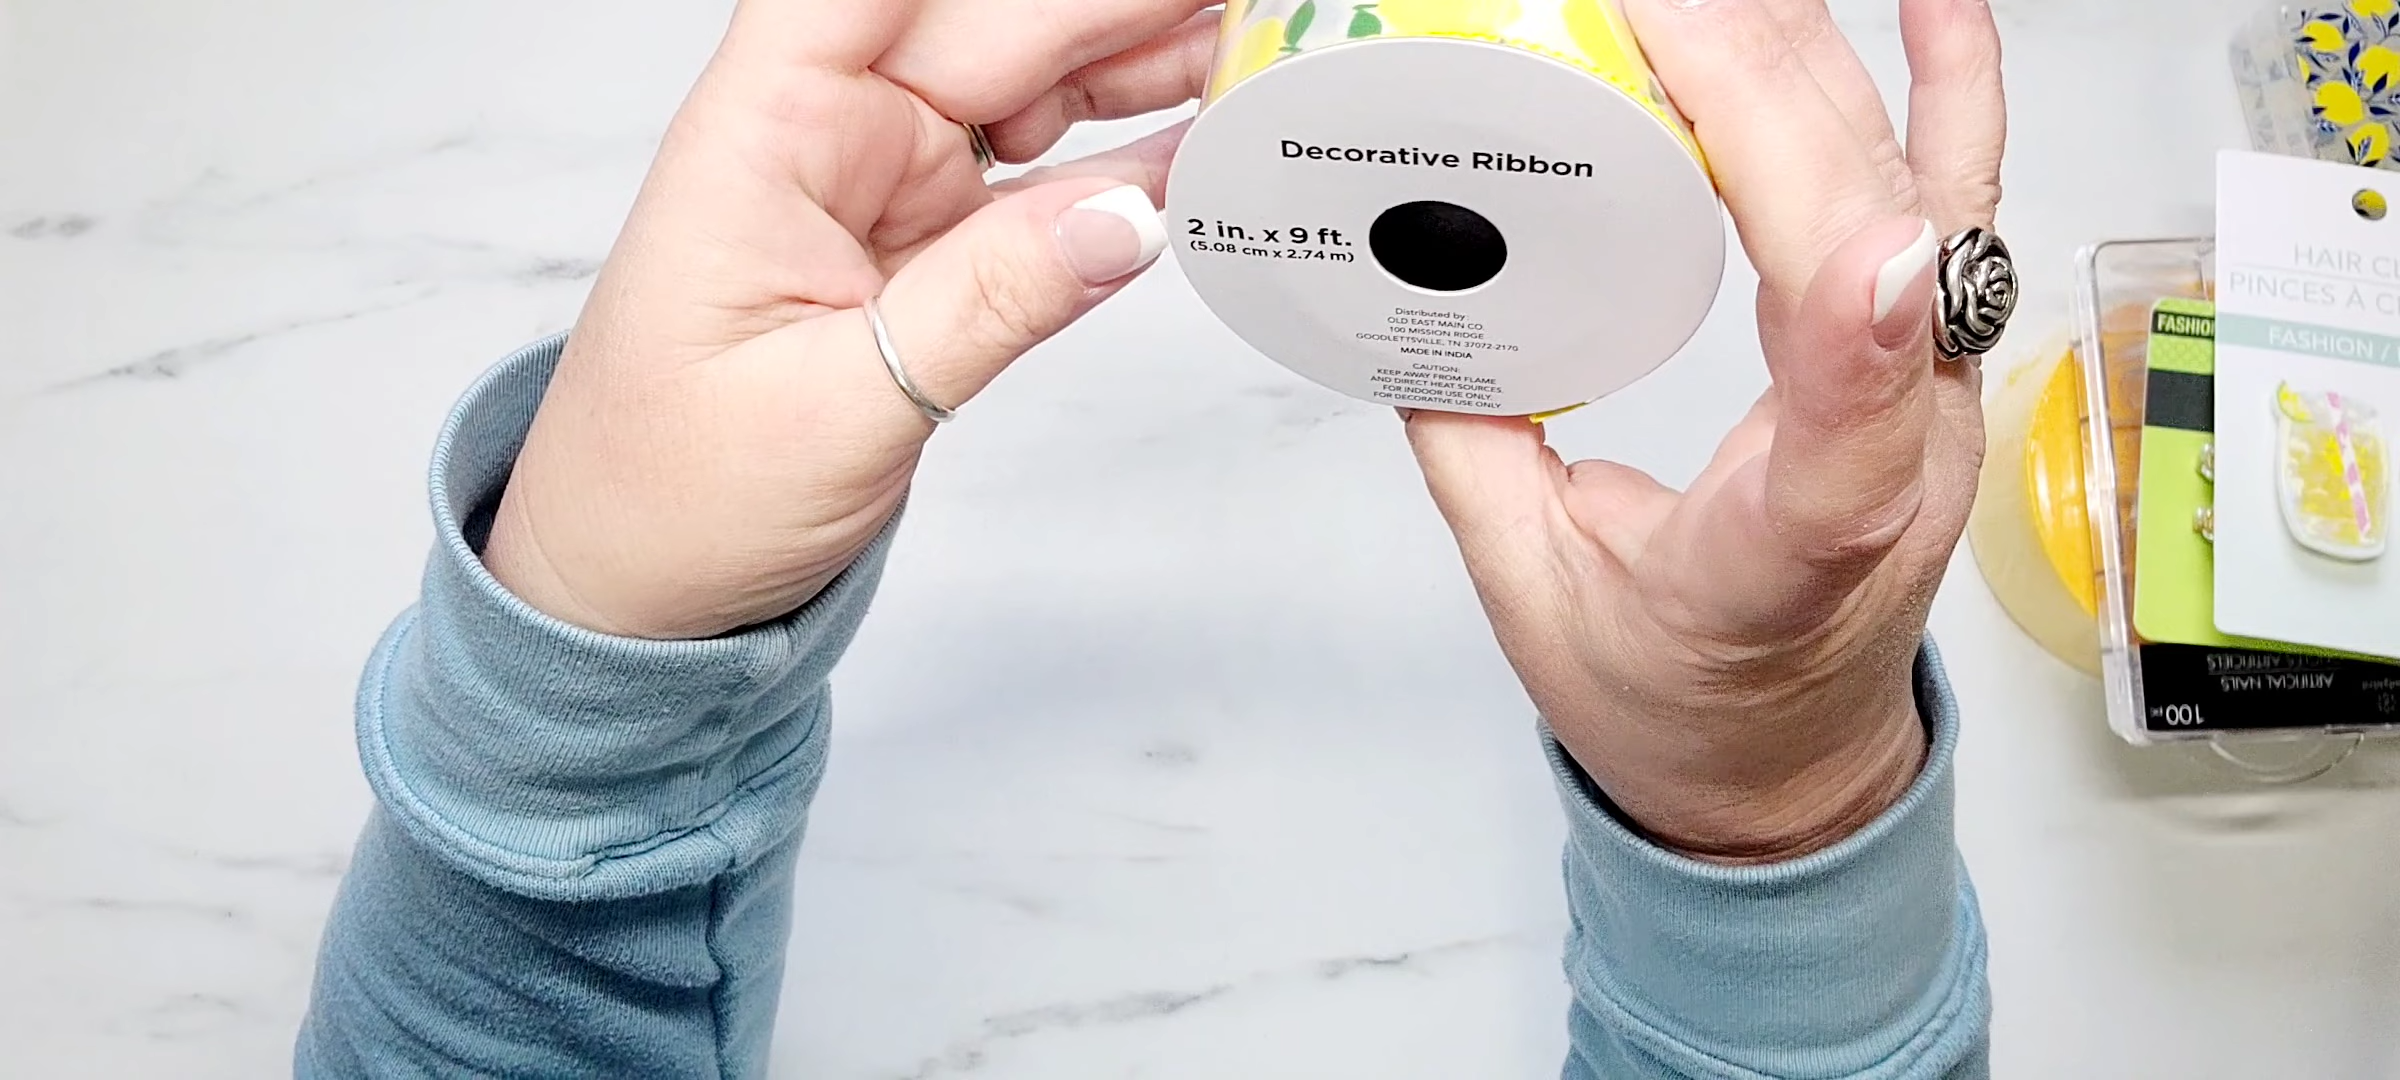 Decorative Ribbon
2 in. x 9 ft.
(5.08 cm x 2.74 m)
Distributed by:
OLD EAST MAIN CO.
100 MISSION RIDGE
GOODLETTSVILLE, TN 37072-2170
MADE IN INDIA
CAUTION:
KEEP AWAY FROM FLAME
AND DIRECT HEAT SOURCES.
FOR INDOOR USE ONLY.
FOR DECORATIVE USE ONLY
HAIR
PINCES À
FASHION /
FASHIO
ARTIFICIAL NAILS
100